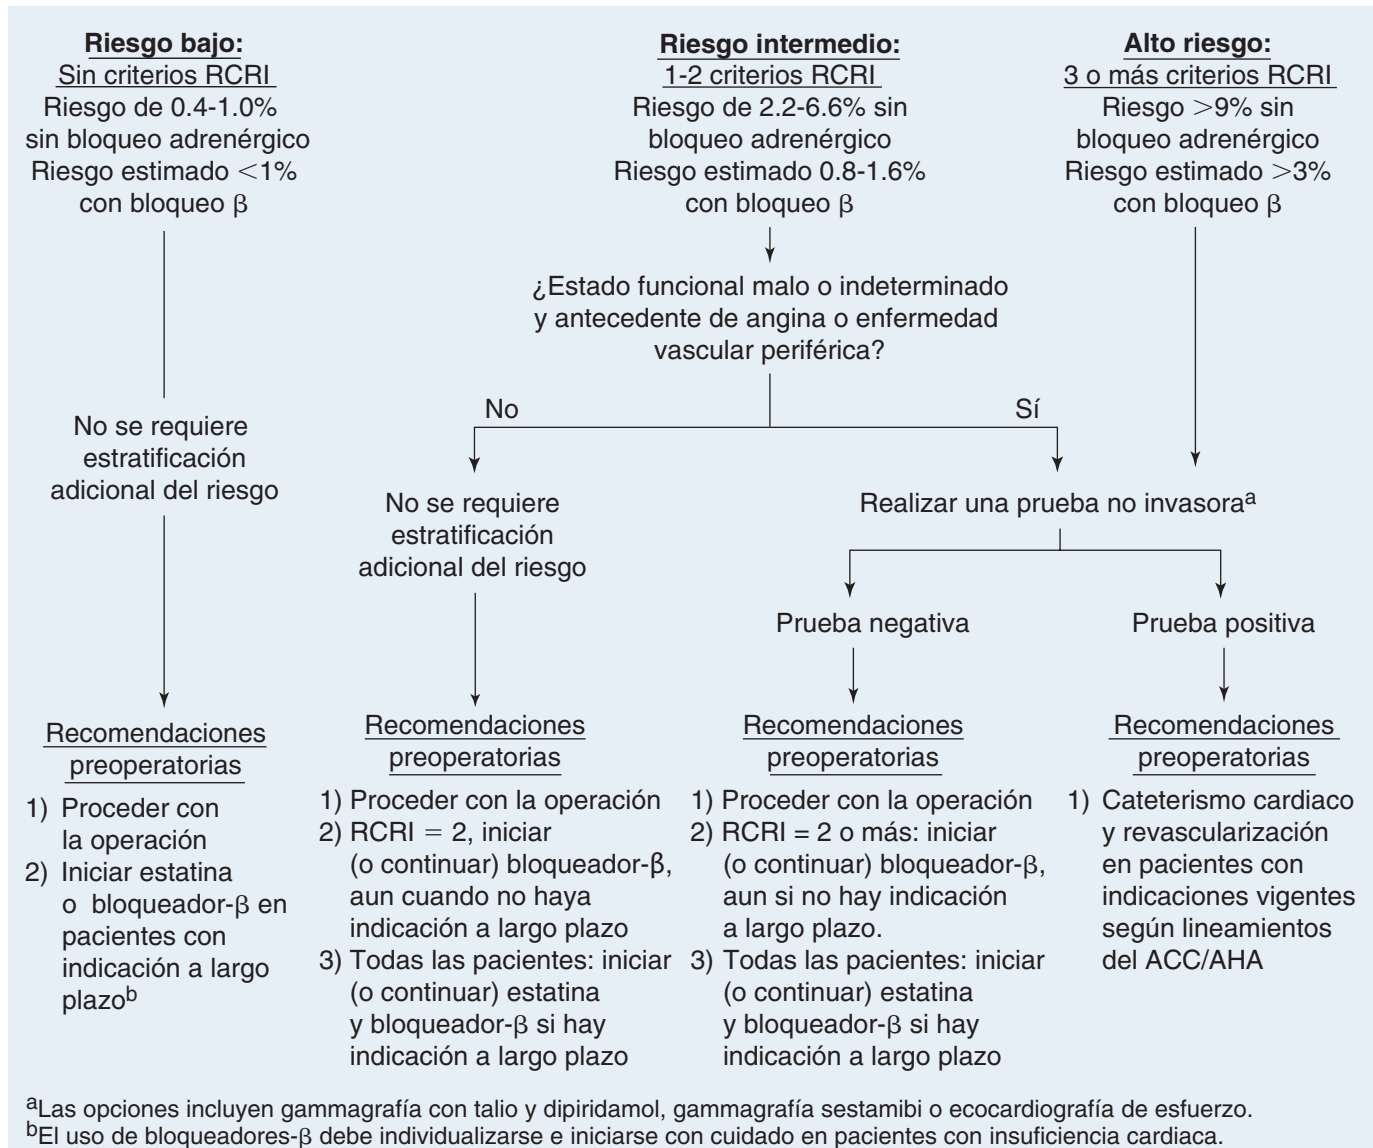 Riesgo bajo:
Sin criterios RCRI
Riesgo de 0.4-1.0%
sin bloqueo adrenérgico
Riesgo estimado <1%
con bloqueo β
Riesgo intermedio:
1-2 criterios RCRI
Riesgo de 2.2-6.6% sin
bloqueo adrenérgico
Riesgo estimado 0.8-1.6%
con bloqueo β
Alto riesgo:
3 o más criterios RCRI
Riesgo >9% sin
bloqueo adrenérgico
Riesgo estimado >3%
con bloqueo β
¿Estado funcional malo o indeterminado
y antecedente de angina o enfermedad
vascular periférica?
No
Sí
No se requiere
estratificación
adicional del riesgo
No se requiere
estratificación
adicional del riesgo
Realizar una prueba no invasoraa
Prueba negativa
Prueba positiva
Recomendaciones
preoperatorias
1) Proceder con
la operación
2) Iniciar estatina
o bloqueador-β en
pacientes con
indicación a largo
plazob
Recomendaciones
preoperatorias
1) Proceder con la operación
2) RCRI = 2, iniciar
(o continuar) bloqueador-β,
aun cuando no haya
indicación a largo plazo
3) Todas las pacientes: iniciar
(o continuar) estatina
y bloqueador-β si hay
indicación a largo plazo
Recomendaciones
preoperatorias
1) Proceder con la operación
2) RCRI = 2 o más: iniciar
(o continuar) bloqueador-β,
aun si no hay indicación
a largo plazo.
3) Todas las pacientes: iniciar
(o continuar) estatina
y bloqueador-β si hay
indicación a largo plazo
Recomendaciones
preoperatorias
1) Cateterismo cardiaco
y revascularización
en pacientes con
indicaciones vigentes
según lineamientos
del ACC/AHA
aLas opciones incluyen gammagrafía con talio y dipiridamol, gammagrafía sestamibi o ecocardiografía de esfuerzo.
bEl uso de bloqueadores-β debe individualizarse e iniciarse con cuidado en pacientes con insuficiencia cardiaca.